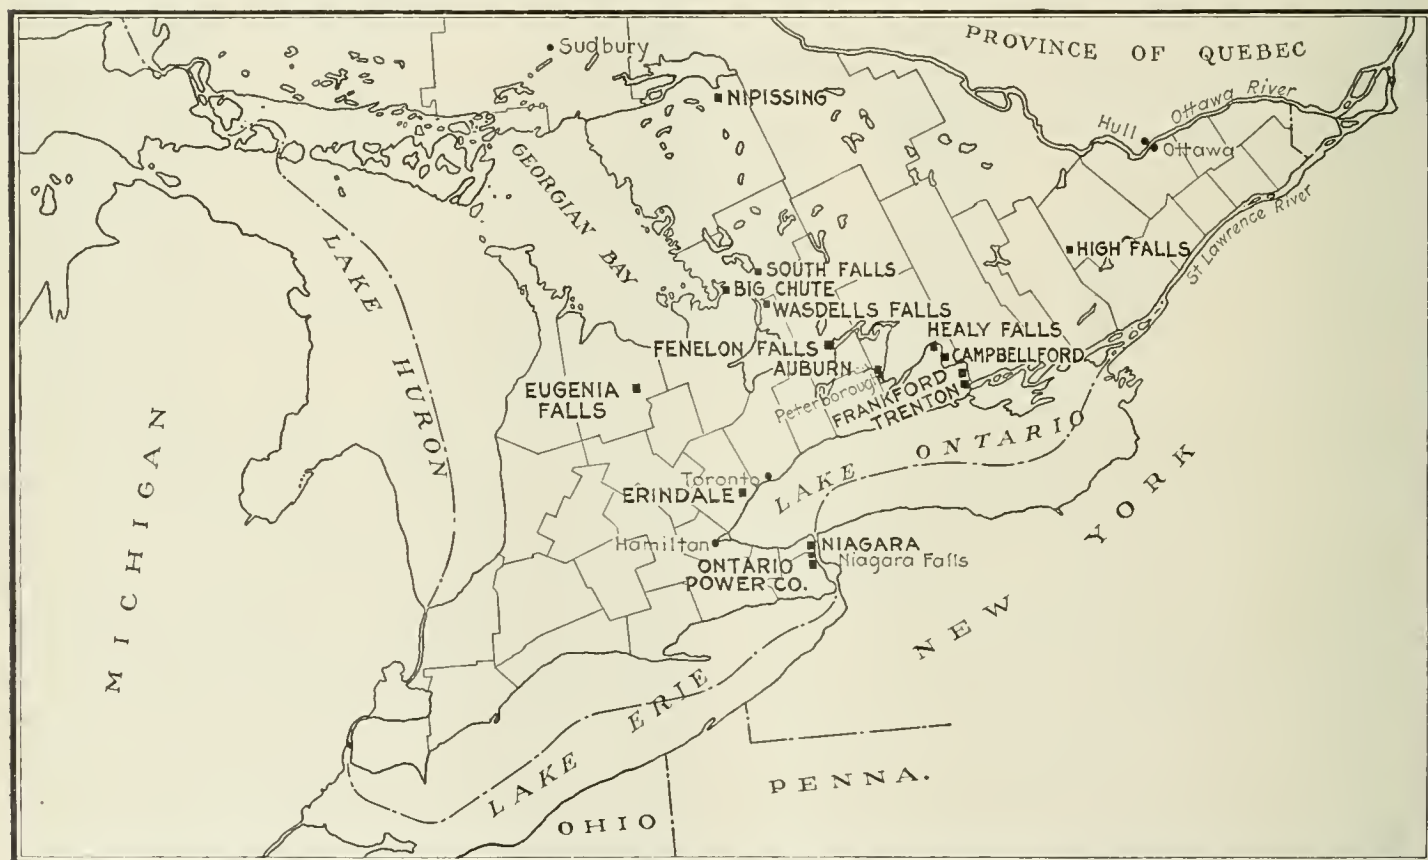 PROVINCE OF QUEBEC
Sudbury
NIPISSING
Ottawa River
Hull
Ottawa
GEORGIAN BAY
St Lawrence River
LAKE HURON
HIGH FALLS
SOUTH FALLS
BIG CHUTE
WASDELLS FALLS
HEALY FALLS
FENELON FALLS
CAMPBELLFORD
AUBURN
Peterboroug
FRANKFORD
TRENTON
EUGENIA
FALLS
MICHIGAN
LAKE ONTARIO
Toronto
ERINDALE
Hamilton
NIAGARA
Niagara Falls
ONTARIO
POWER CO.
NEW YORK
LAKE ERIE
PENNA.
OHIO